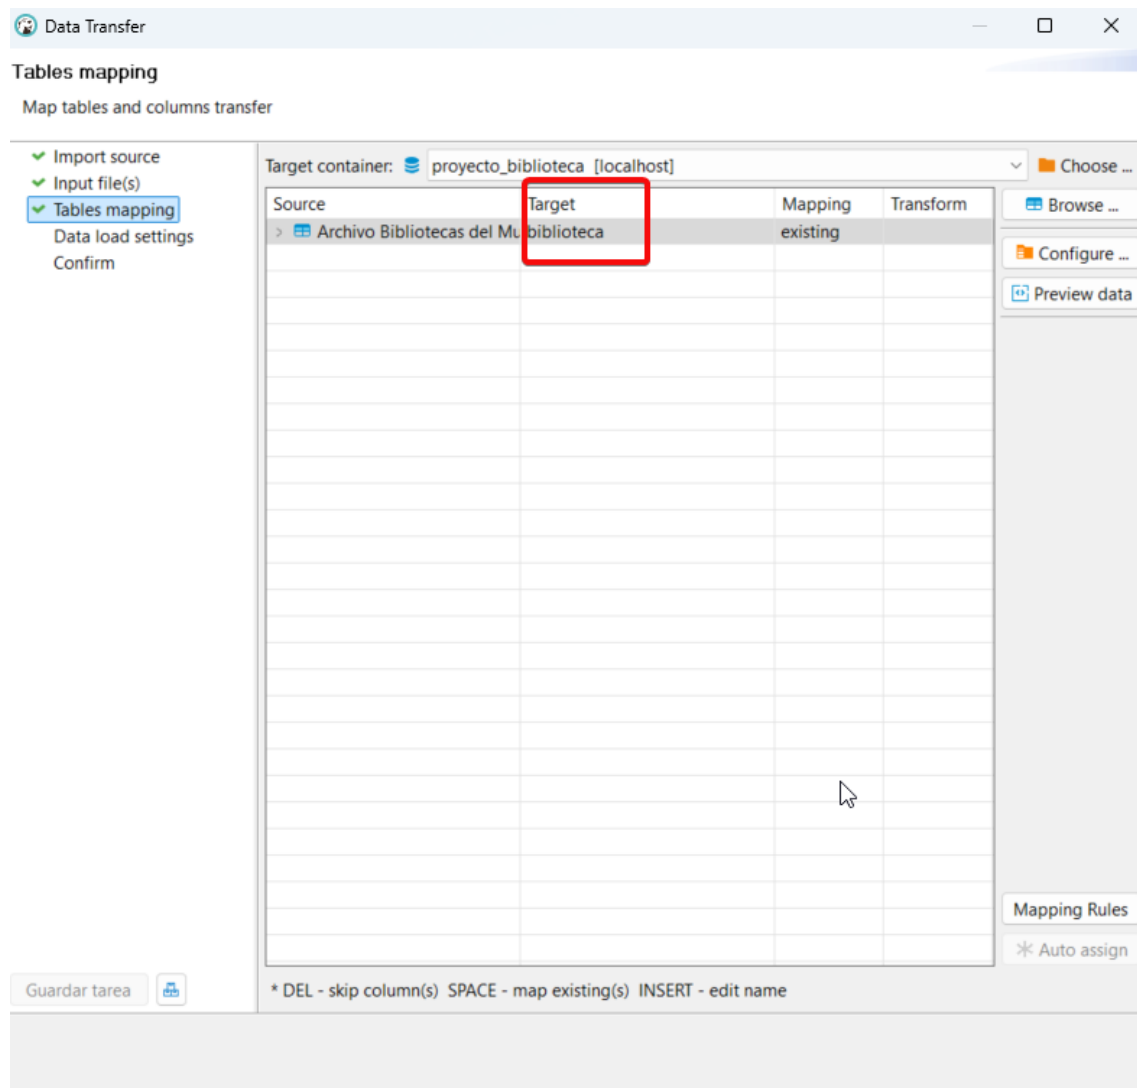 Data Transfer
Tables mapping
Map tables and columns transfer
Import source
Input file(s)
Tables mapping
Data load settings
Confirm
Target container: proyecto_biblioteca [localhost] Choose ...
Source Target Mapping Transform
Archivo Bibliotecas del Mu biblioteca existing
Browse ...
Configure ...
Preview data
Mapping Rules
Auto assign
Guardar tarea
* DEL - skip column(s) SPACE - map existing(s) INSERT - edit name